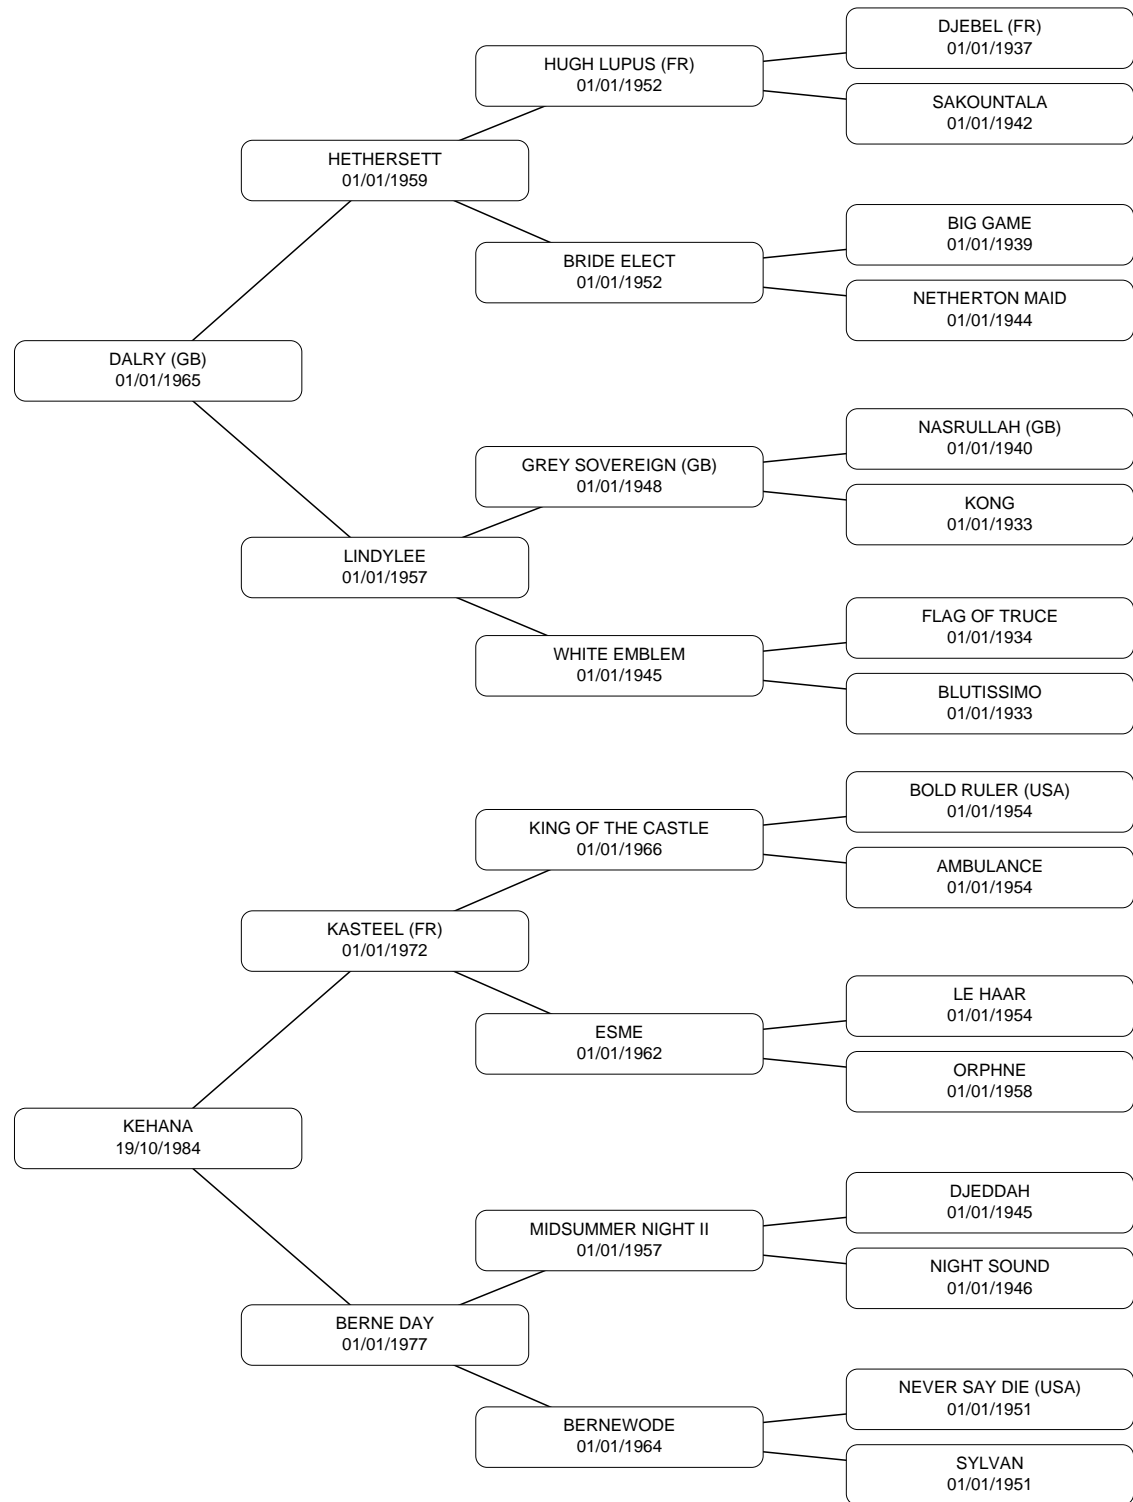 DJEBEL (FR)
01/01/1937
HUGH LUPUS (FR)
01/01/1952
SAKOUNTALA
01/01/1942
HETHERSETT
01/01/1959
BIG GAME
01/01/1939
BRIDE ELECT
01/01/1952
NETHERTON MAID
01/01/1944
DALRY (GB)
01/01/1965
NASRULLAH (GB)
01/01/1940
GREY SOVEREIGN (GB)
01/01/1948
KONG
01/01/1933
LINDYLEE
01/01/1957
FLAG OF TRUCE
01/01/1934
WHITE EMBLEM
01/01/1945
BLUTISSIMO
01/01/1933
BOLD RULER (USA)
01/01/1954
KING OF THE CASTLE
01/01/1966
AMBULANCE
01/01/1954
KASTEEL (FR)
01/01/1972
LE HAAR
01/01/1954
ESME
01/01/1962
ORPHNE
01/01/1958
KEHANA
19/10/1984
DJEDDAH
01/01/1945
MIDSUMMER NIGHT II
01/01/1957
NIGHT SOUND
01/01/1946
BERNE DAY
01/01/1977
NEVER SAY DIE (USA)
01/01/1951
BERNEWODE
01/01/1964
SYLVAN
01/01/1951